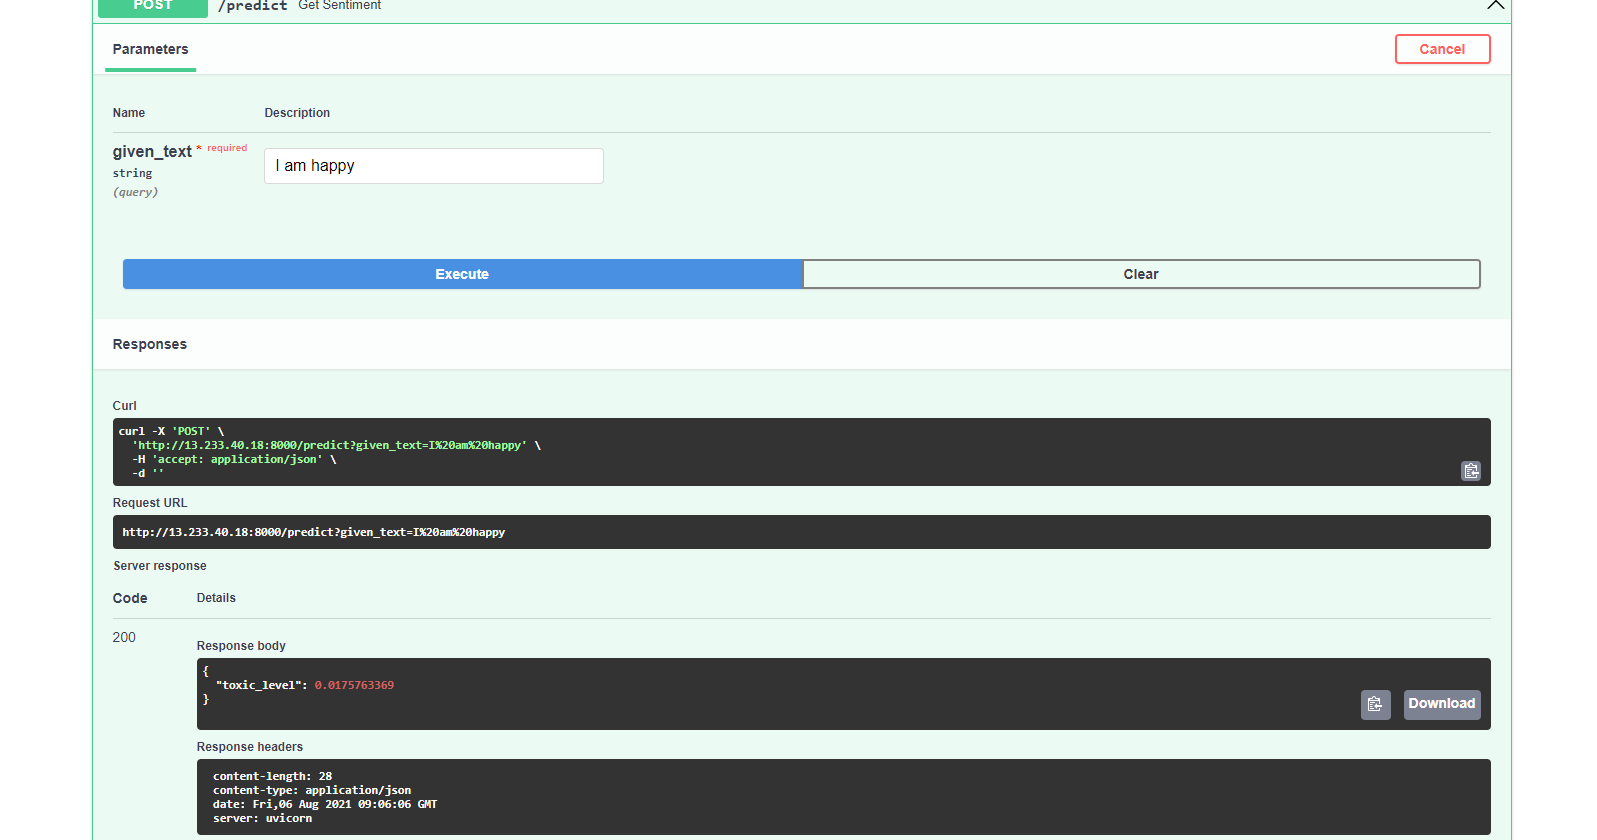 POST /predict Get Sentiment
Parameters Cancel
Name Description
given_text * required
string
(query)
I am happy
Execute Clear
Responses
Curl
curl -X 'POST' \
'http://13.233.40.18:8000/predict?given_text=I%20am%20happy' \
-H 'accept: application/json' \
-d ''
Request URL
http://13.233.40.18:8000/predict?given_text=I%20am%20happy
Server response
Code Details
200
Response body
{
"toxic_level": 0.0175763369
}
Download
Response headers
content-length: 28
content-type: application/json
date: Fri,06 Aug 2021 09:06:06 GMT
server: uvicorn